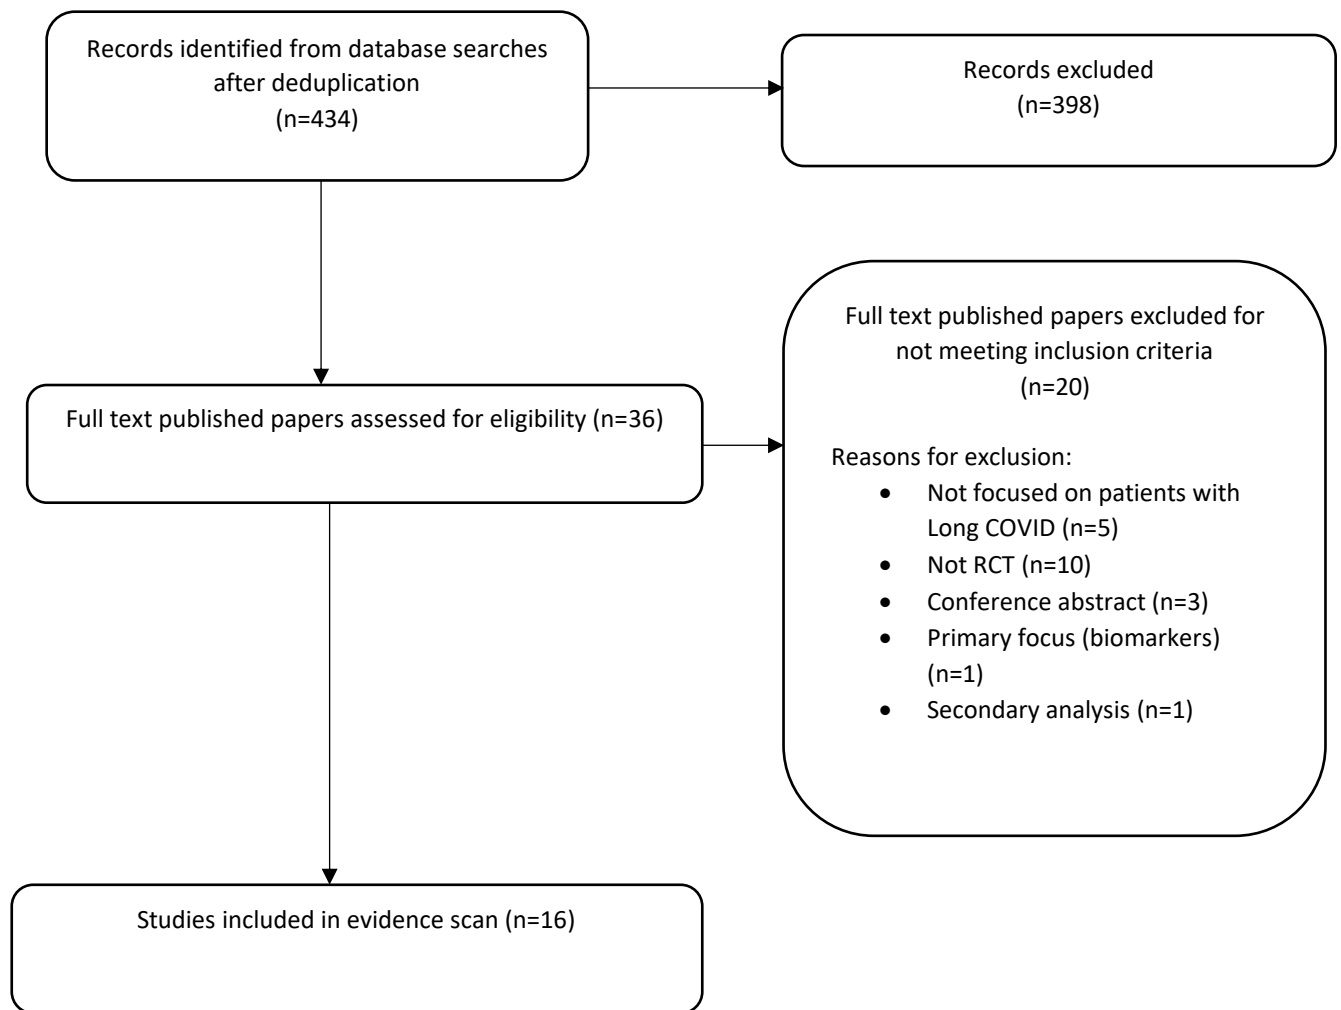 Records identified from database searches
after deduplication
(n=434)
Records excluded
(n=398)
Full text published papers assessed for eligibility (n=36)
Full text published papers excluded for
not meeting inclusion criteria
(n=20)
Reasons for exclusion:
• Not focused on patients with
Long COVID (n=5)
• Not RCT (n=10)
• Conference abstract (n=3)
• Primary focus (biomarkers)
(n=1)
• Secondary analysis (n=1)
Studies included in evidence scan (n=16)